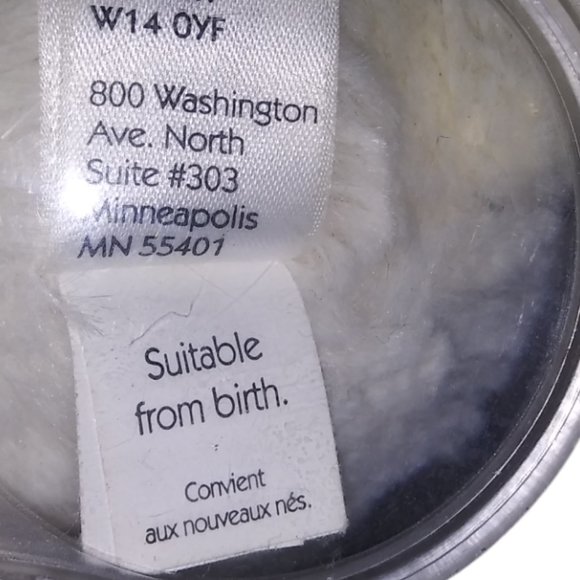 W14 0YF
800 Washington
Ave. North
Suite #303
Minneapolis
MN 55401
Suitable
from birth.
Convient
aux nouveaux nés.